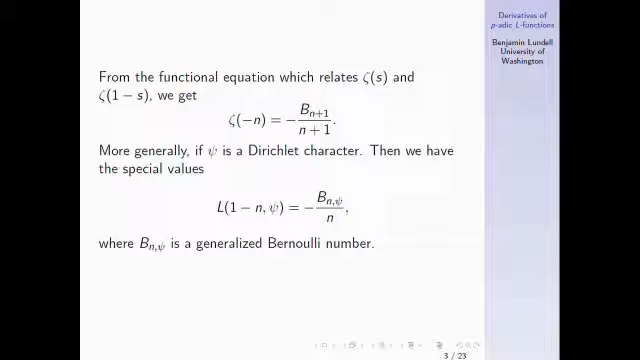 Derivatives of
p-adic L-functions
Benjamin Lundell
University of
Washington
From the functional equation which relates ζ(s) and
ζ(1 − s), we get
ζ(−n) = −B_{n+1}/(n + 1).
More generally, if ψ is a Dirichlet character. Then we have
the special values
L(1 − n, ψ) = −B_{n,ψ}/n,
where B_{n,ψ} is a generalized Bernoulli number.
3 / 23